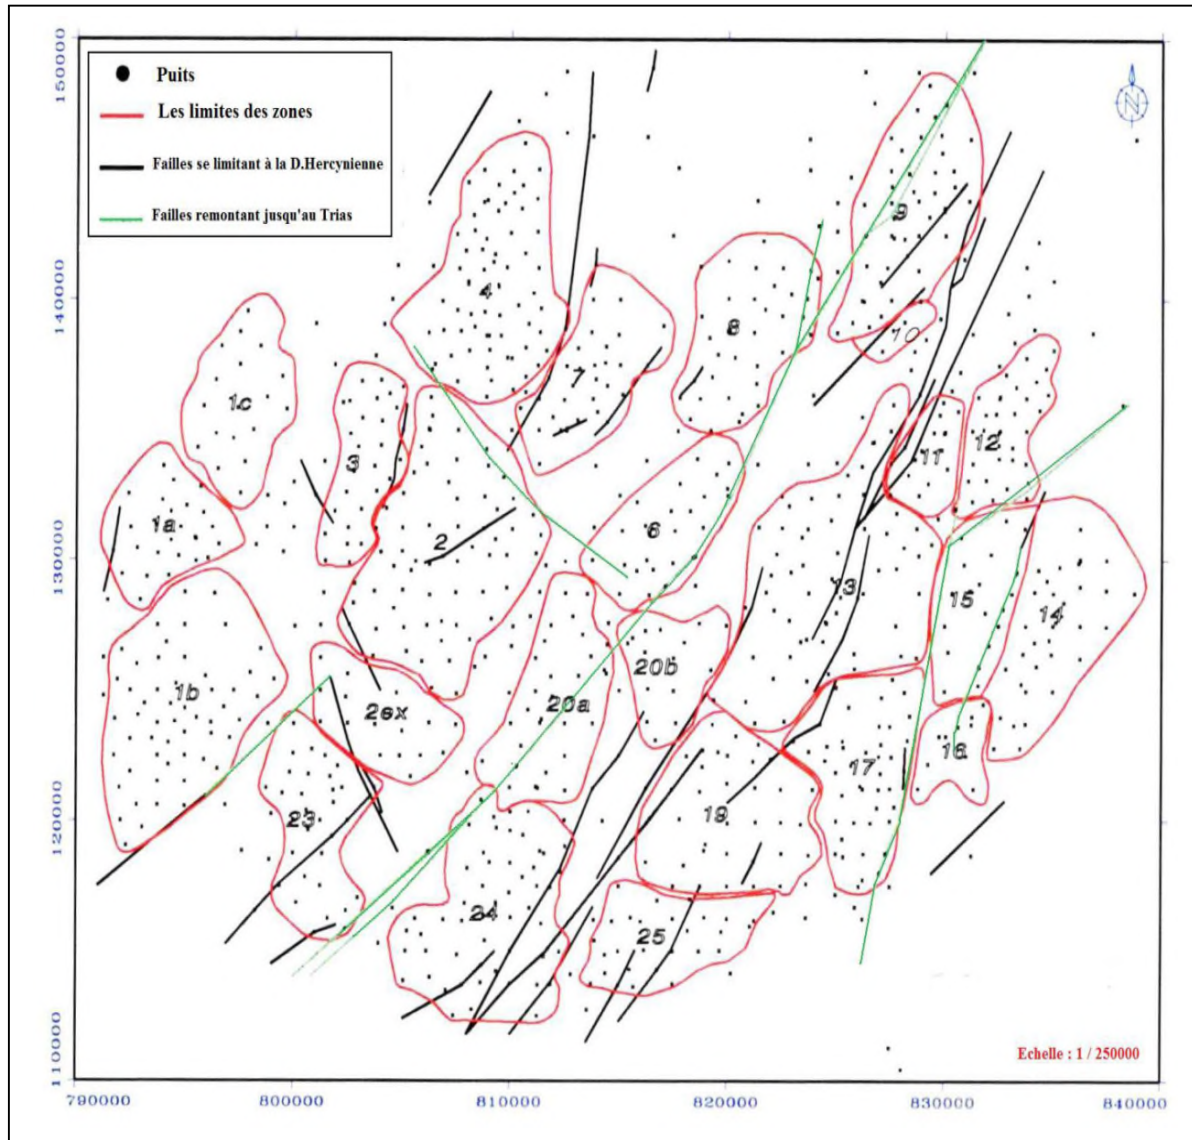 150000
140000
130000
120000
110000
Puits
Les limites des zones
Failles se limitant à la D.Hercynienne
Failles remontant jusqu'au Trias
N
9
4
10
8
7
1c
3
12
11
1a
2
6
13
15
14
20b
1b
20a
2ex
16
17
19
23
24
25
Echelle : 1 / 250000
790000
800000
810000
820000
830000
840000